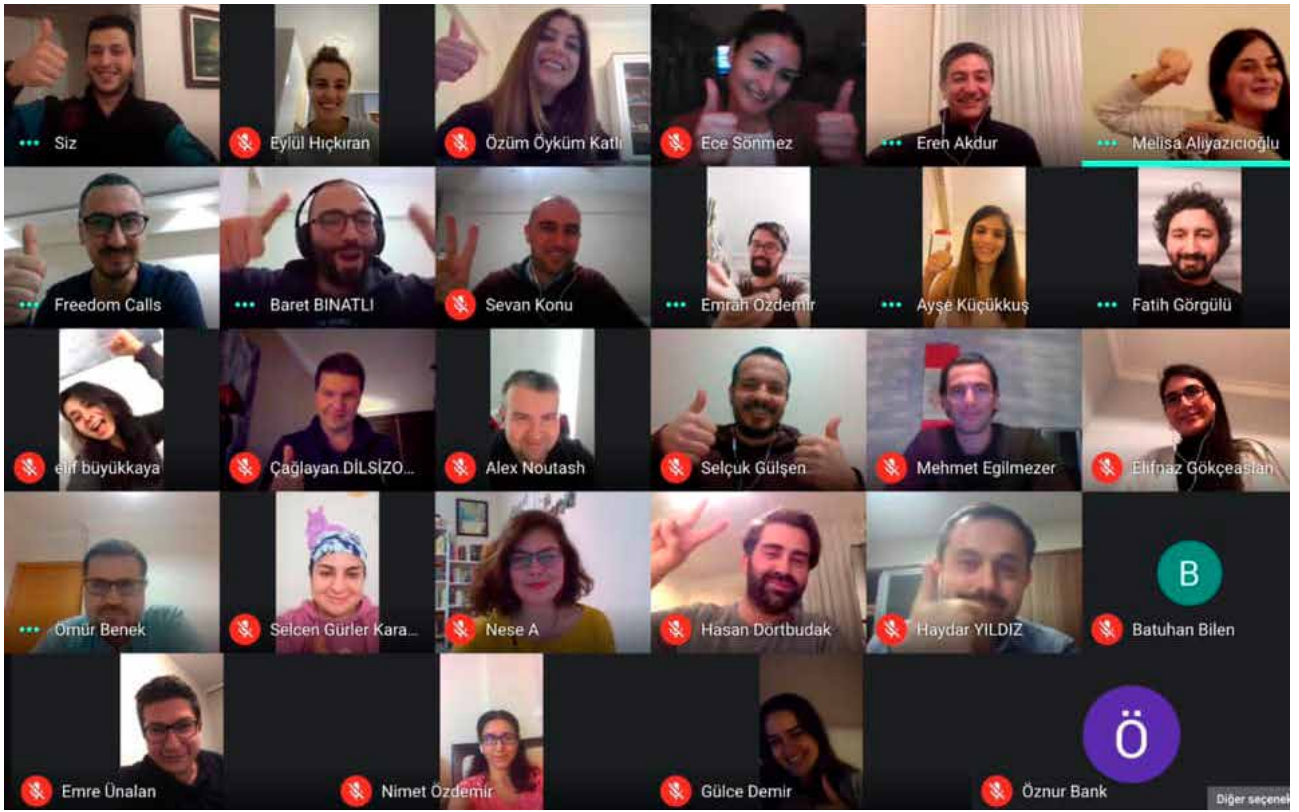 Siz
Eylül Hıçkıran
Özüm Öyküm Katlı
Ece Sönmez
Eren Akdur
Melisa Aliyazıcıoğlu
Freedom Calls
Baret BINATLI
Sevan Konu
Emrah Özdemir
Ayşe Küçükkuş
Fatih Görgülü
elif büyükkaya
Çağlayan DİLSİZO...
Alex Noutash
Selçuk Gülşen
Mehmet Egilmezer
Elifnaz Gökçeaslan
Ömür Benek
Selcen Gürler Kara...
Nese A
Hasan Dörtbudak
Haydar YILDIZ
B
Batuhan Bilen
Emre Ünalan
Nimet Özdemir
Gülce Demir
Ö
Öznur Bank
Diğer seçenek